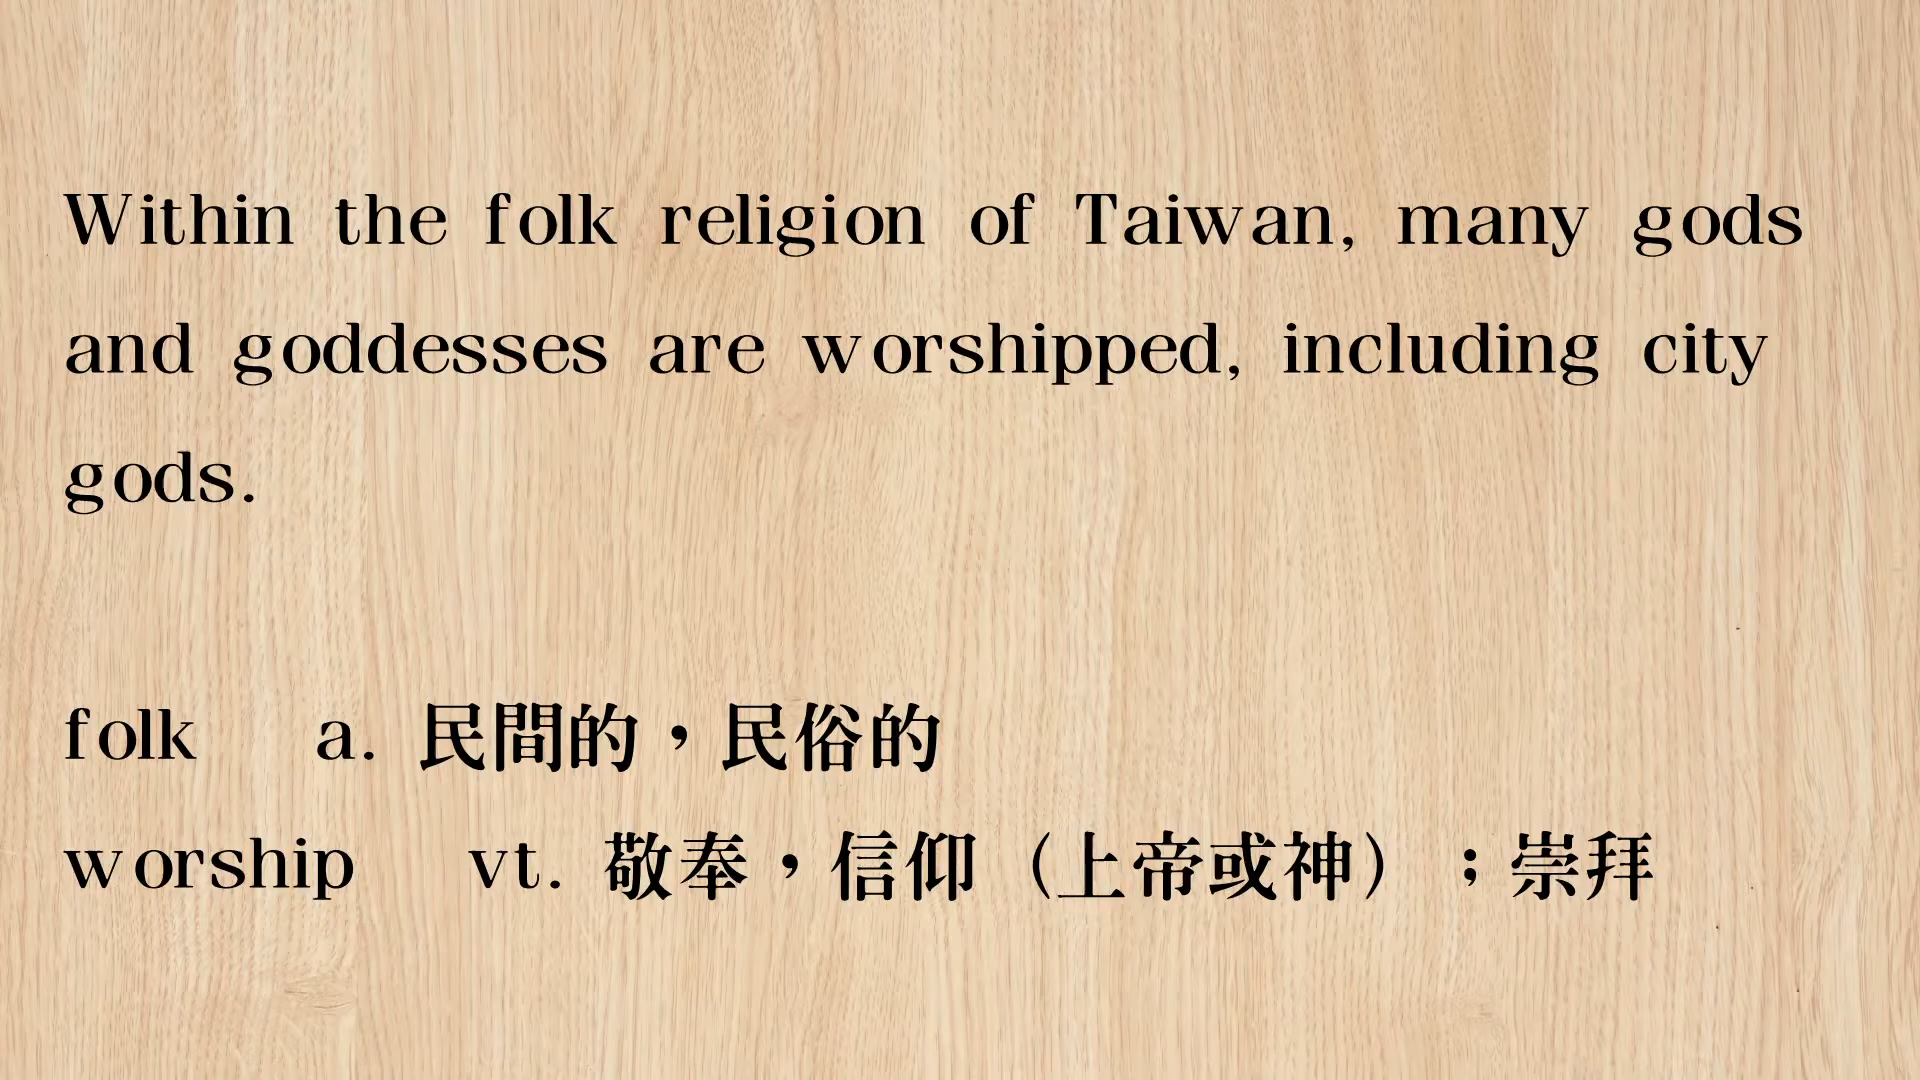 Within the folk religion of Taiwan, many gods
and goddesses are worshipped, including city
gods.
folk a. 民間的，民俗的
worship vt. 敬奉，信仰（上帝或神）；崇拜